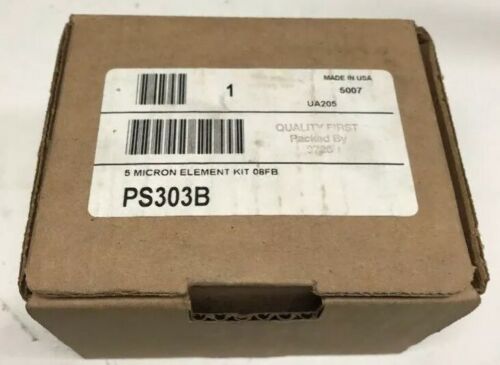 MADE IN USA
1
5007
UA205
QUALITY FIRST
Packed By
5 MICRON ELEMENT KIT 08FB
PS303B